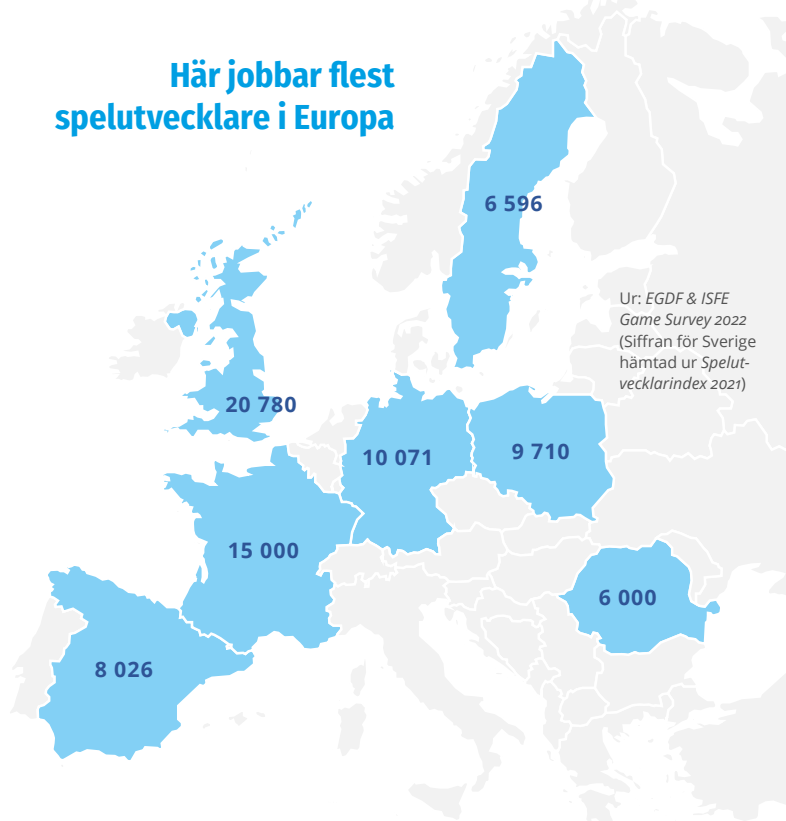 Här jobbar flest
spelutvecklare i Europa
6 596
Ur: EGDF & ISFE
Game Survey 2022
(Siffran för Sverige
hämtad ur Spelut-
vecklarindex 2021)
20 780
10 071
9 710
15 000
6 000
8 026